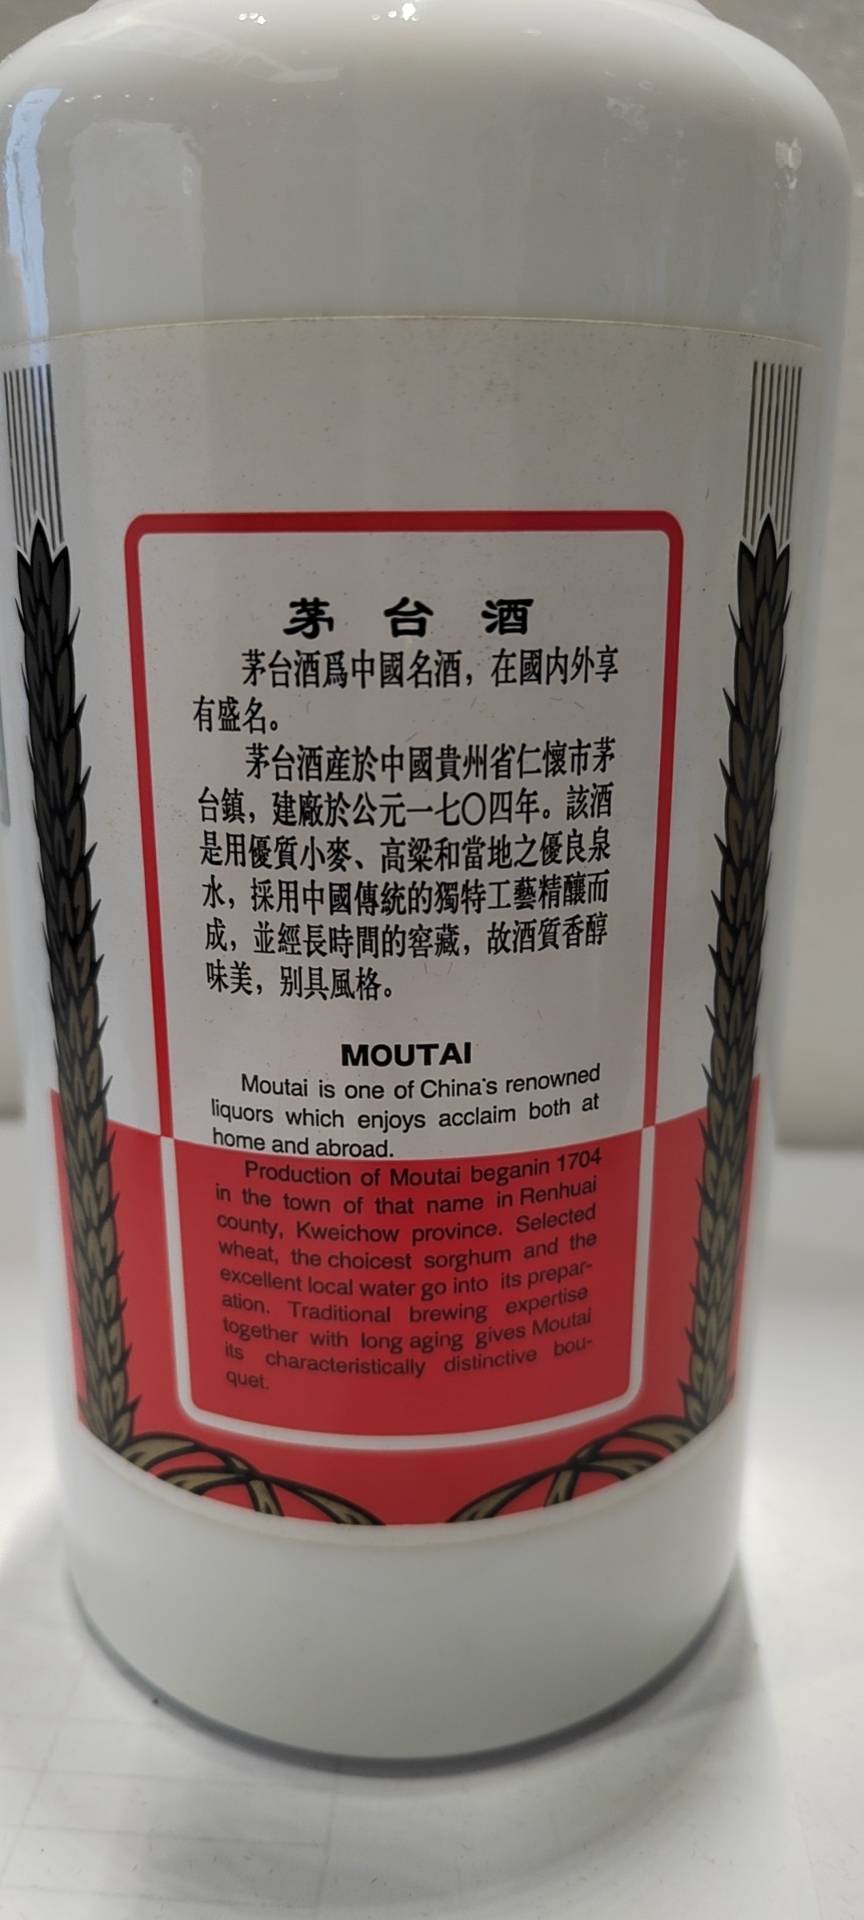 茅台酒
茅台酒爲中國名酒，在國内外享
有盛名。
茅台酒産於中國貴州省仁懷市茅
台鎮，建廠於公元一七〇四年。該酒
是用優質小麥、高粱和當地之優良泉
水，採用中國傳統的獨特工藝精釀而
成，並經長時間的窖藏，故酒質香醇
味美，别具風格。
MOUTAI
Moutai is one of China's renowned
liquors which enjoys acclaim both at
home and abroad.
Production of Moutai beganin 1704
in the town of that name in Renhuai
county, Kweichow province. Selected
wheat, the choicest sorghum and the
excellent local water go into its prepar-
ation. Traditional brewing expertise
together with long aging gives Moutai
its characteristically distinctive bou-
quet.